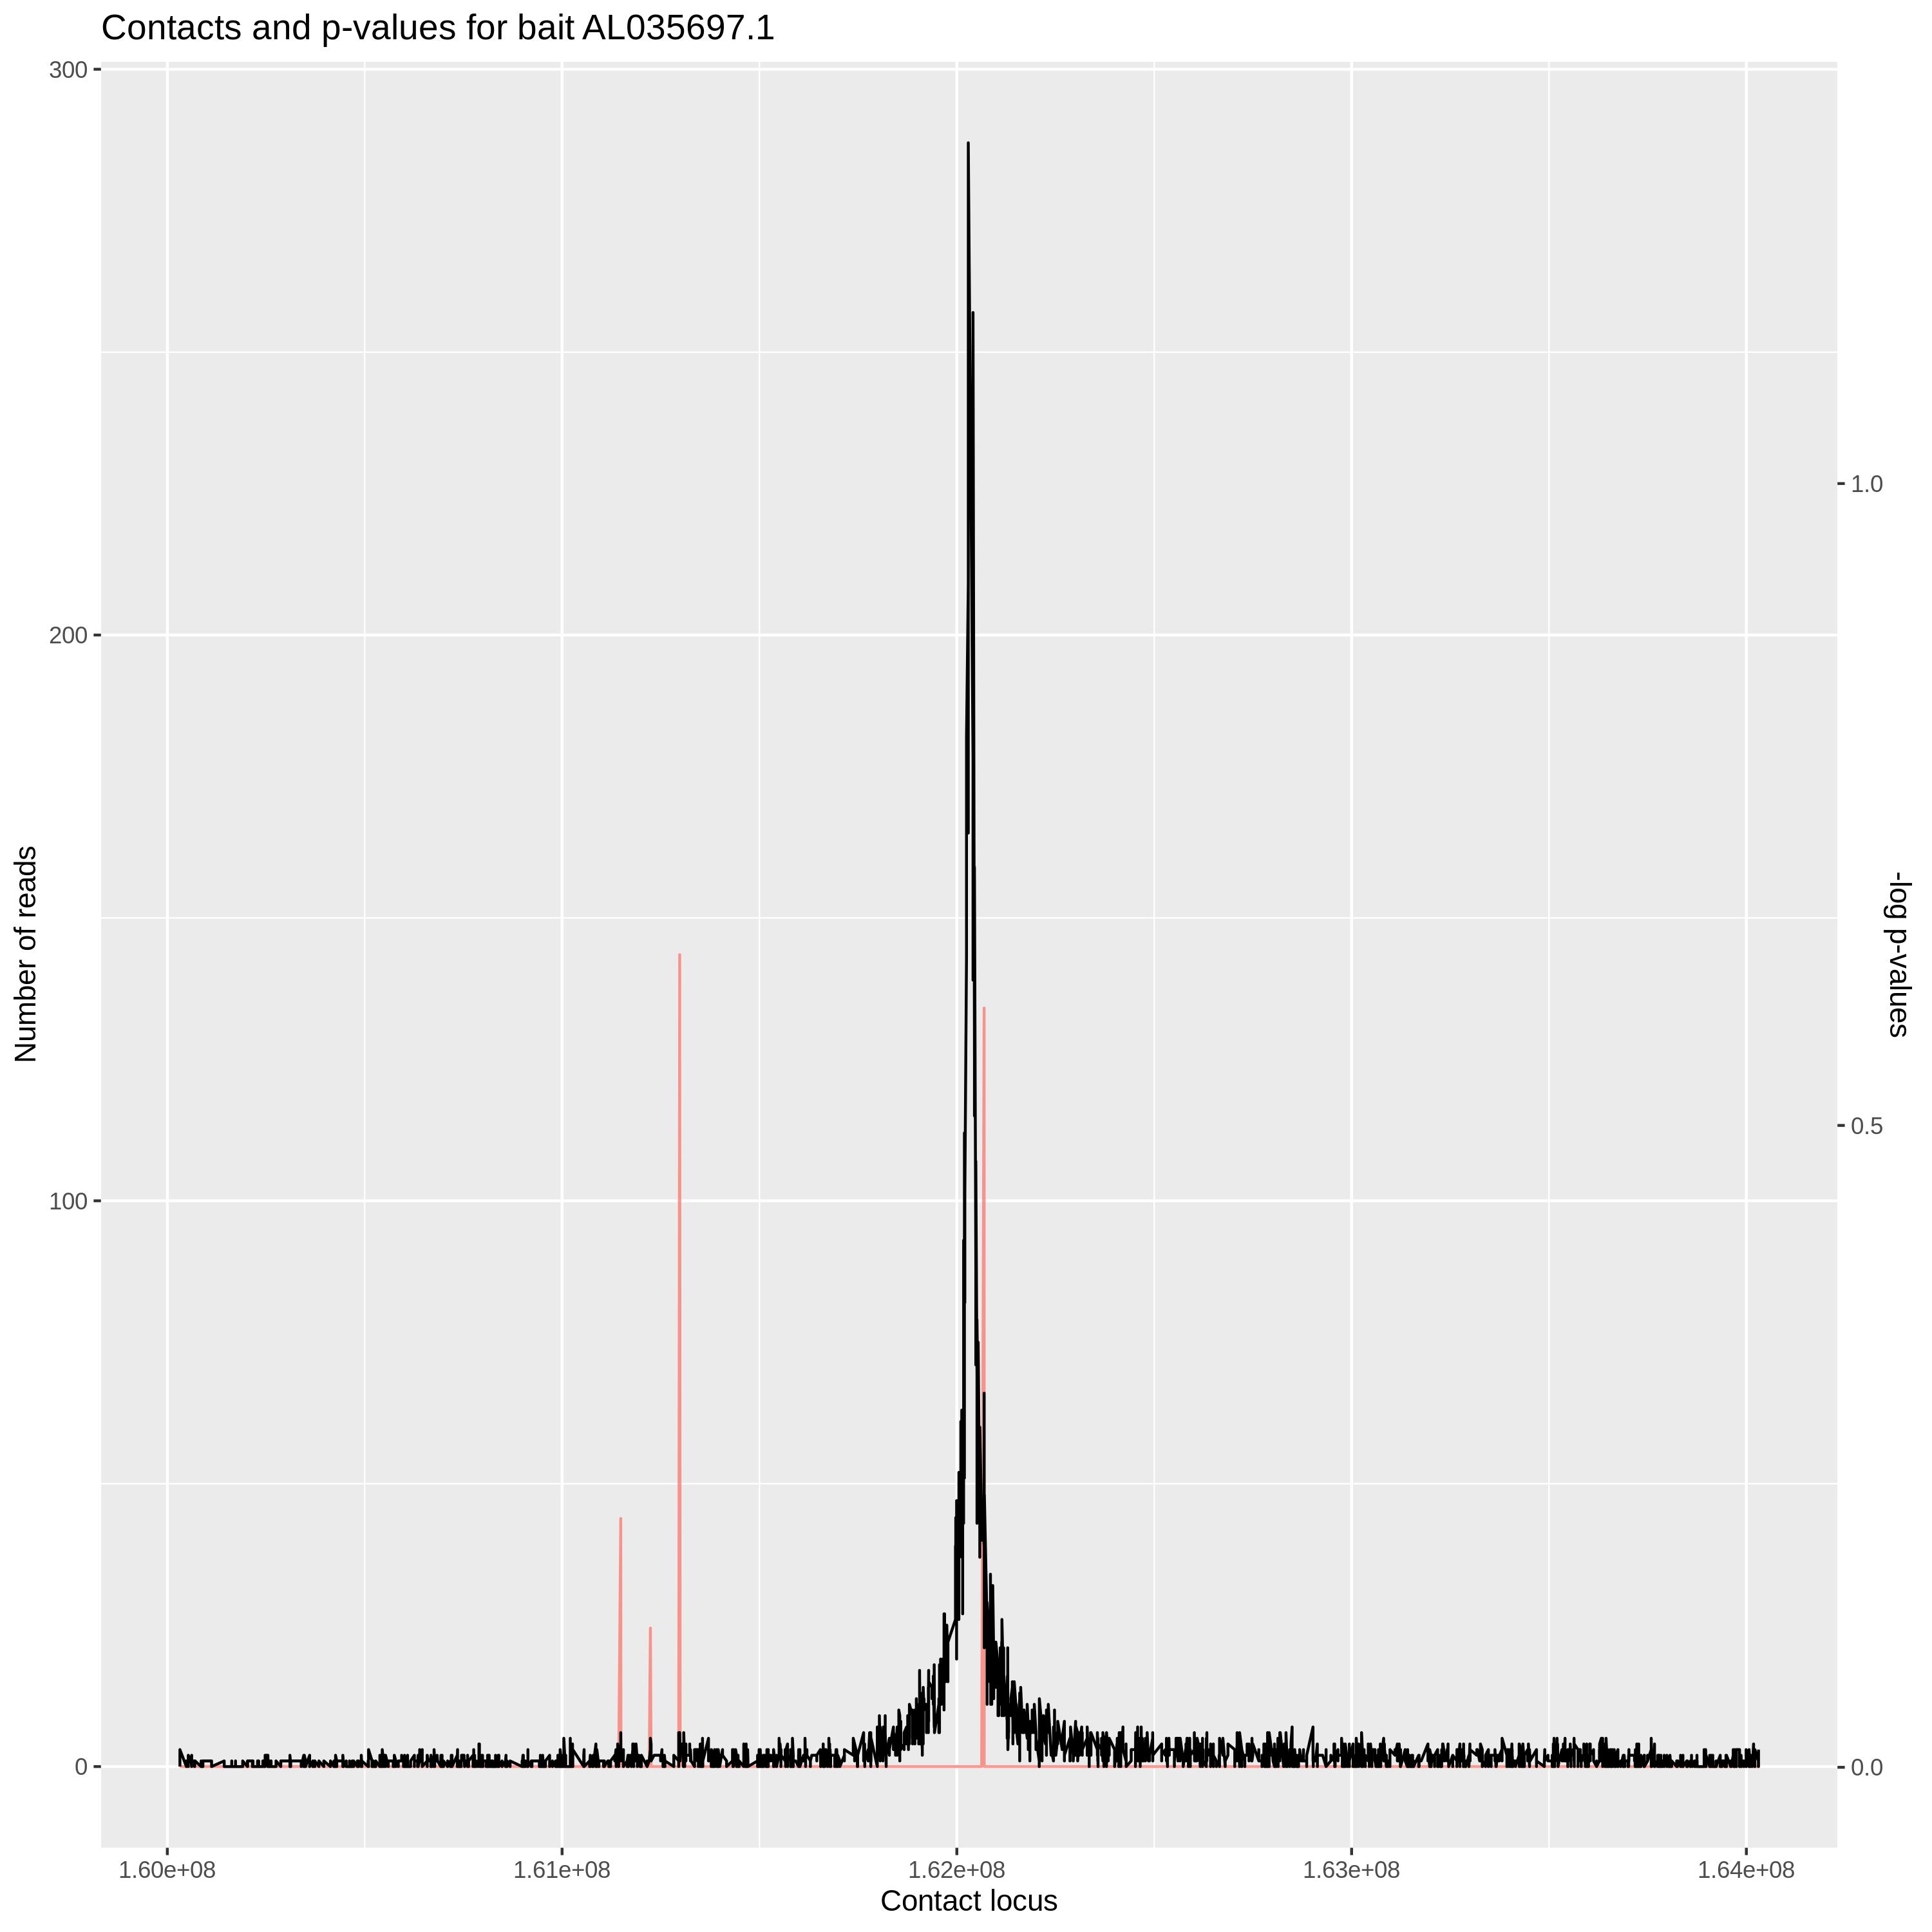 Contacts and p-values for bait AL035697.1
300
200
100
0
Number of reads
1.0
0.5
0.0
-log p-values
1.60e+08
1.61e+08
1.62e+08
1.63e+08
1.64e+08
Contact locus